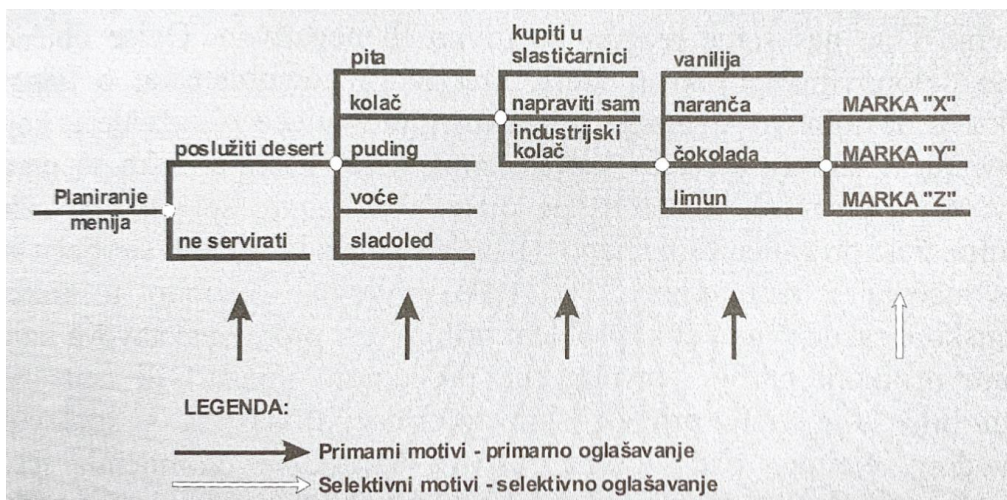 Planiranje
menija
poslužiti desert
ne servirati
pita
kolač
puding
voće
sladoled
kupiti u
slastičarnici
napraviti sam
industrijski
kolač
vanilija
naranča
čokolada
limun
MARKA "X"
MARKA "Y"
MARKA "Z"
LEGENDA:
Primarni motivi - primarno oglašavanje
Selektivni motivi - selektivno oglašavanje